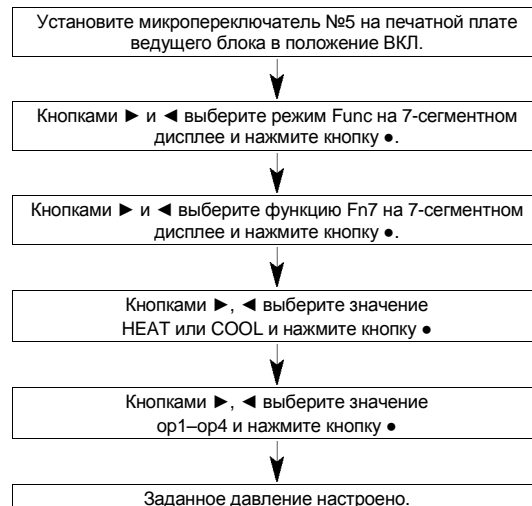 Установите микропереключатель №5 на печатной плате
ведущего блока в положение ВКЛ.
Кнопками ► и ◄ выберите режим Func на 7-сегментном
дисплее и нажмите кнопку ●.
Кнопками ► и ◄ выберите функцию Fn7 на 7-сегментном
дисплее и нажмите кнопку ●.
Кнопками ►, ◄ выберите значение
HEAT или COOL и нажмите кнопку ●
Кнопками ►, ◄ выберите значение
op1–op4 и нажмите кнопку ●
Заданное давление настроено.